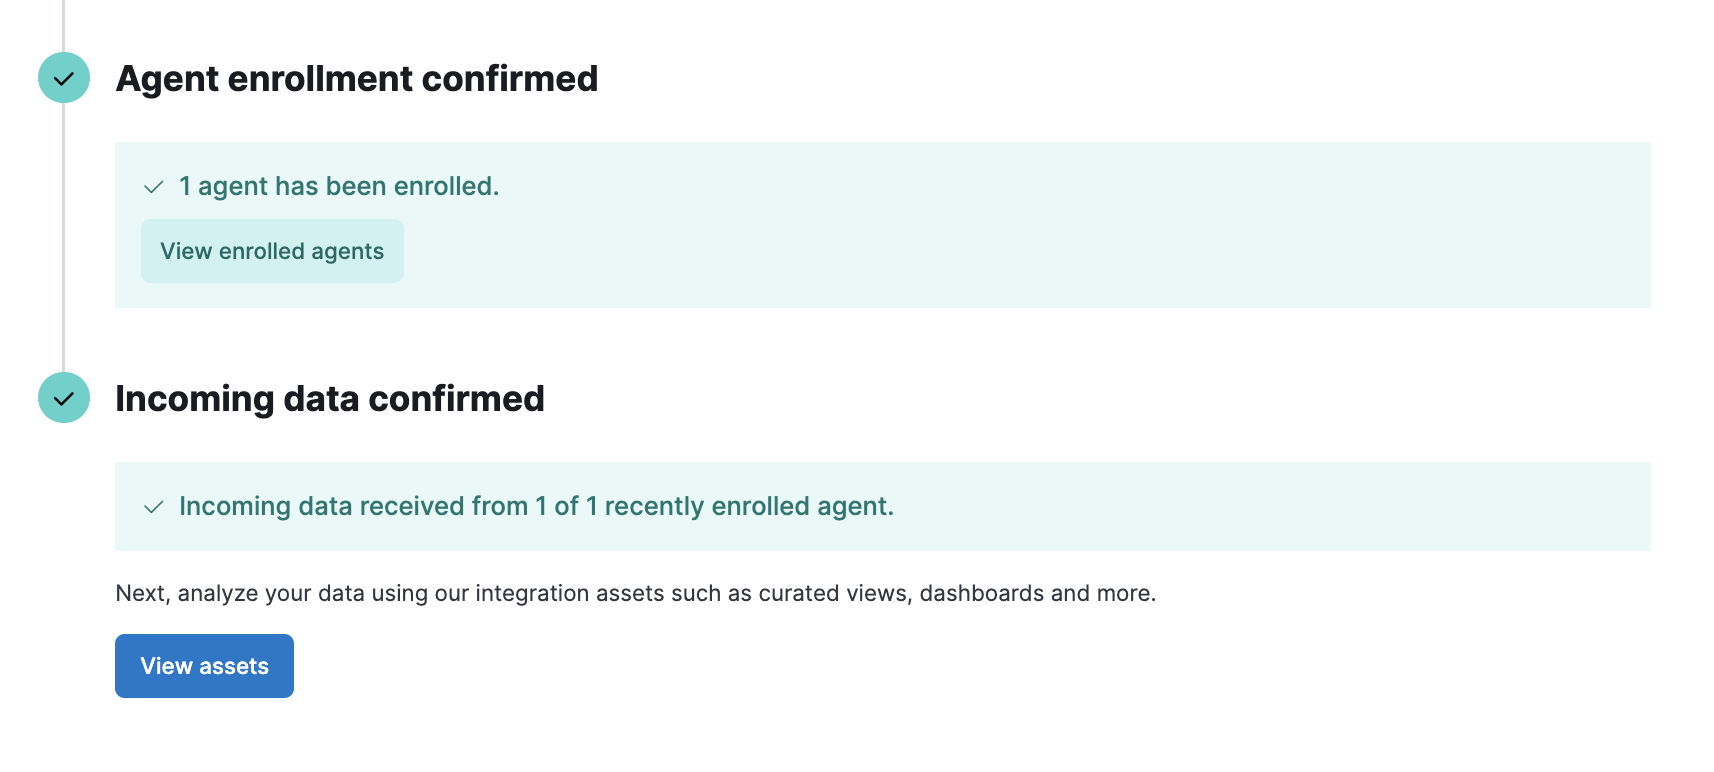 Agent enrollment confirmed
1 agent has been enrolled.
View enrolled agents
Incoming data confirmed
Incoming data received from 1 of 1 recently enrolled agent.
Next, analyze your data using our integration assets such as curated views, dashboards and more.
View assets